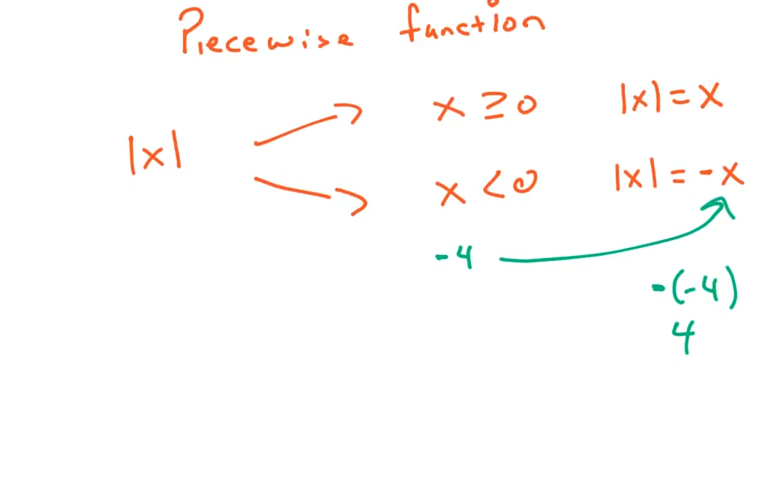 Piecewise function
x ≥ 0 |x| = x
|x|
x < 0 |x| = -x
-4
-(-4)
4